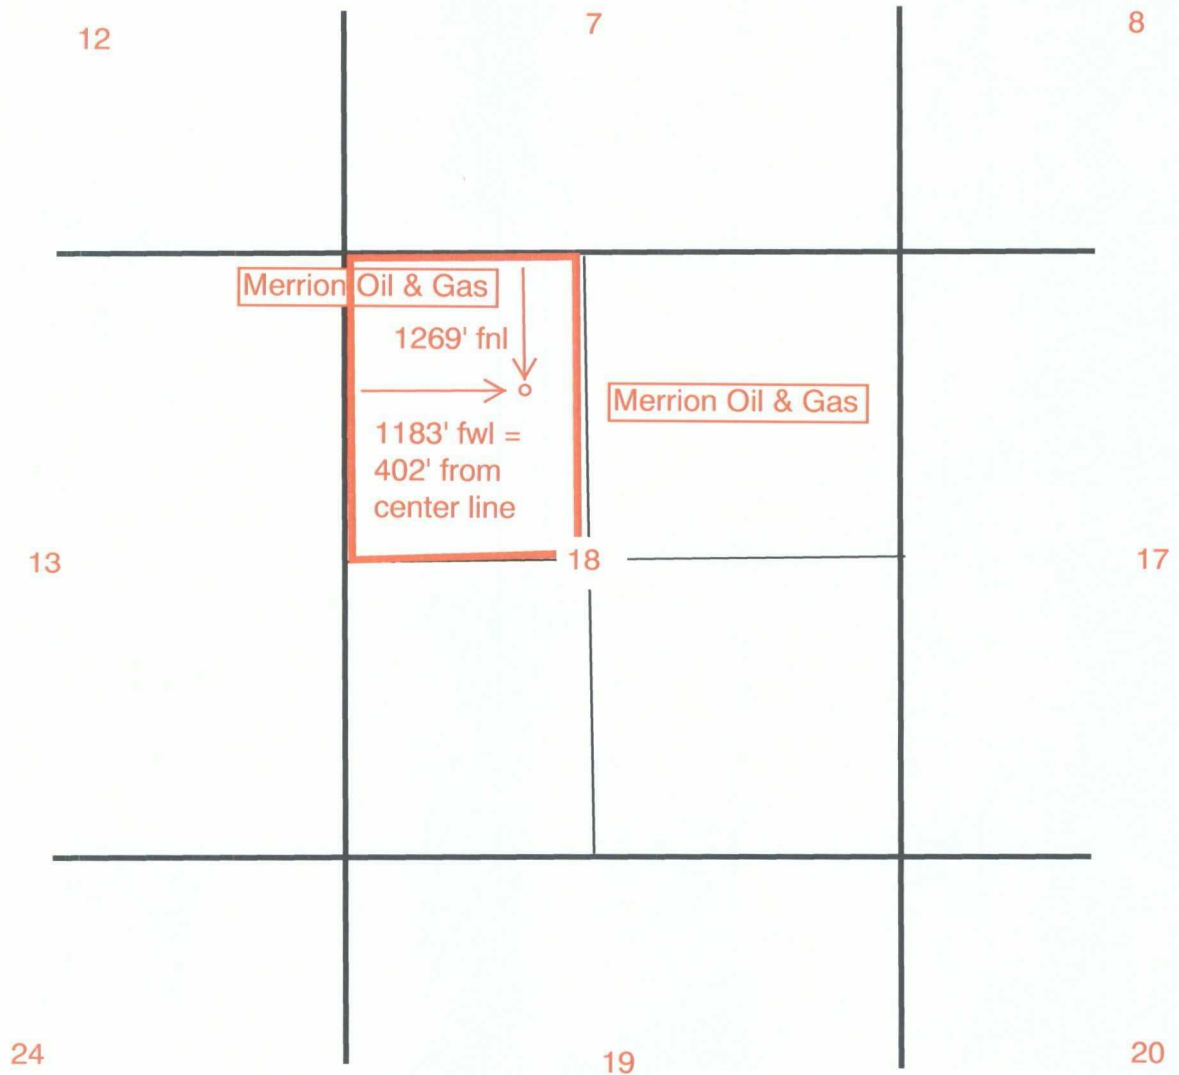 12
7
8
Merrion Oil & Gas
1269' fnl
Merrion Oil & Gas
1183' fwl =
402' from
center line
13
18
17
24
19
20